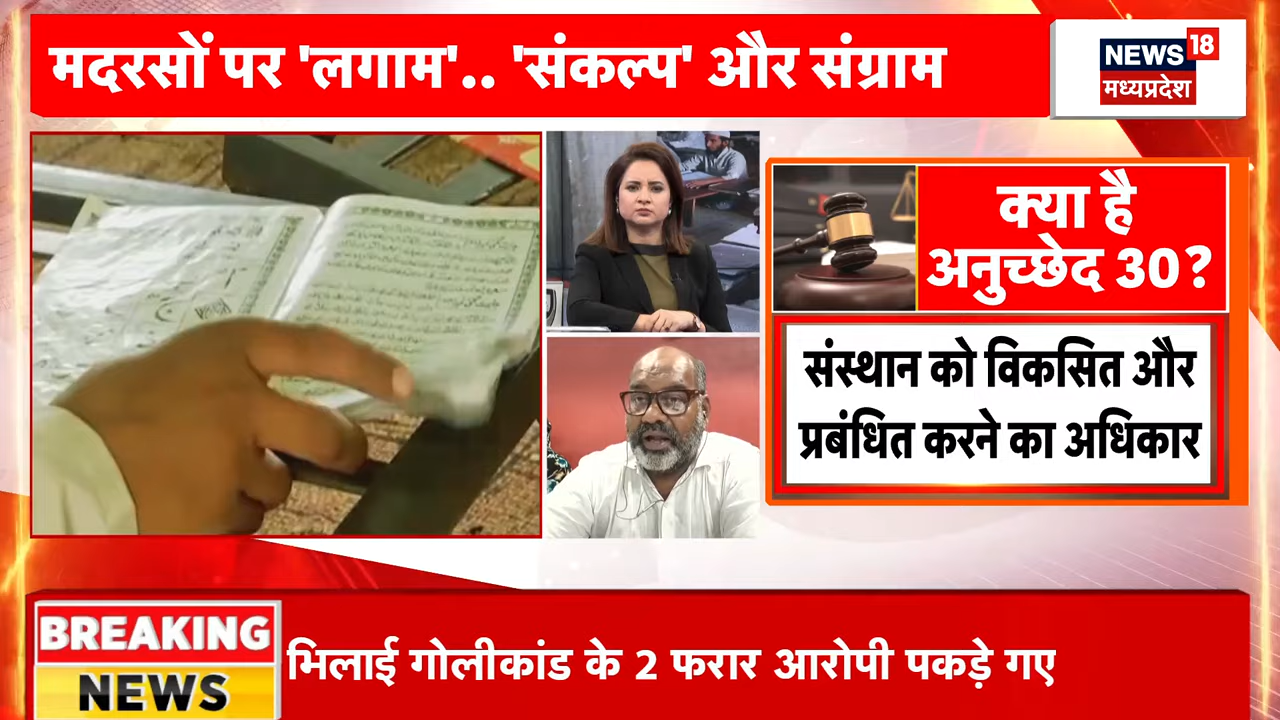 मदरसों पर 'लगाम'.. 'संकल्प' और संग्राम
NEWS 18
मध्यप्रदेश
क्या है
अनुच्छेद 30?
संस्थान को विकसित और
प्रबंधित करने का अधिकार
BREAKING
NEWS
भिलाई गोलीकांड के 2 फरार आरोपी पकड़े गए